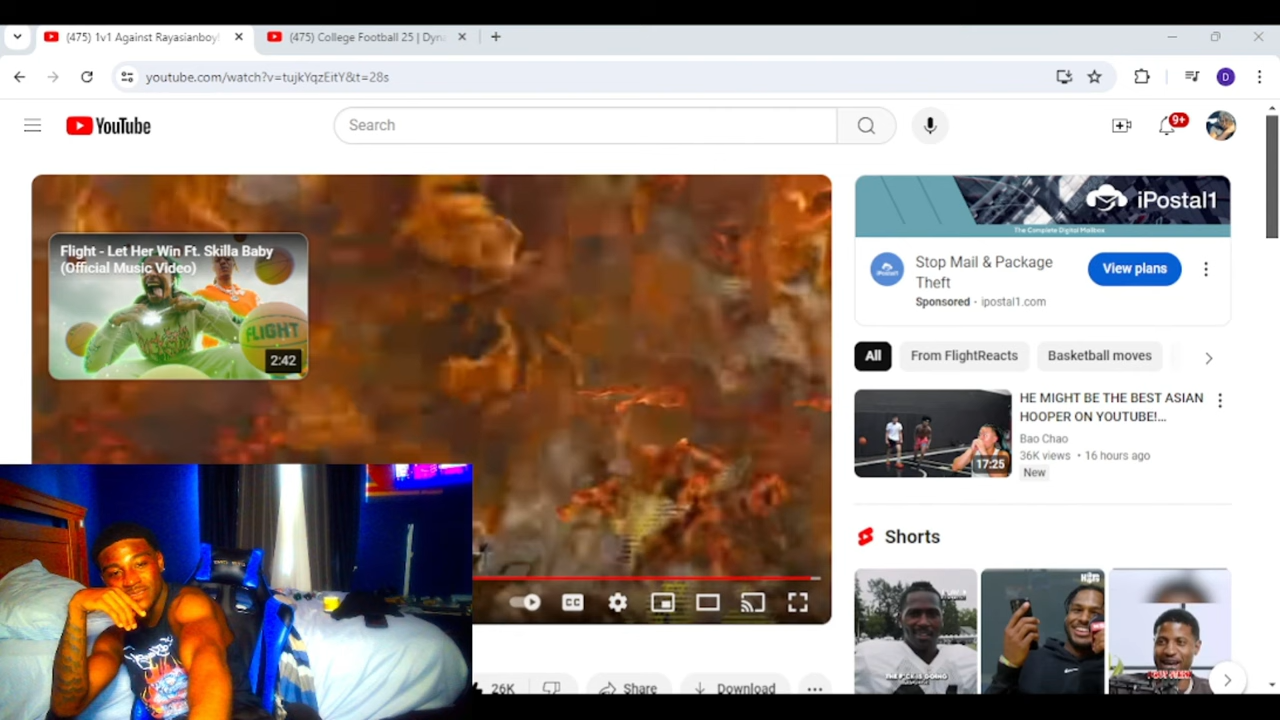 (475) 1v1 Against Rayasianboy
(475) College Football 25 | Dyn
youtube.com/watch?v=tujkYqzEitY&t=28s
D
YouTube
Search
9+
Flight - Let Her Win Ft. Skilla Baby
(Official Music Video)
FLIGHT
2:42
iPostal1
The Complete Digital Mailbox
Stop Mail & Package
Theft
Sponsored · ipostal1.com
View plans
All
From FlightReacts
Basketball moves
HE MIGHT BE THE BEST ASIAN
HOOPER ON YOUTUBE!...
Bao Chao
36K views • 16 hours ago
New
17:25
Shorts
CC
26K
Share
Download